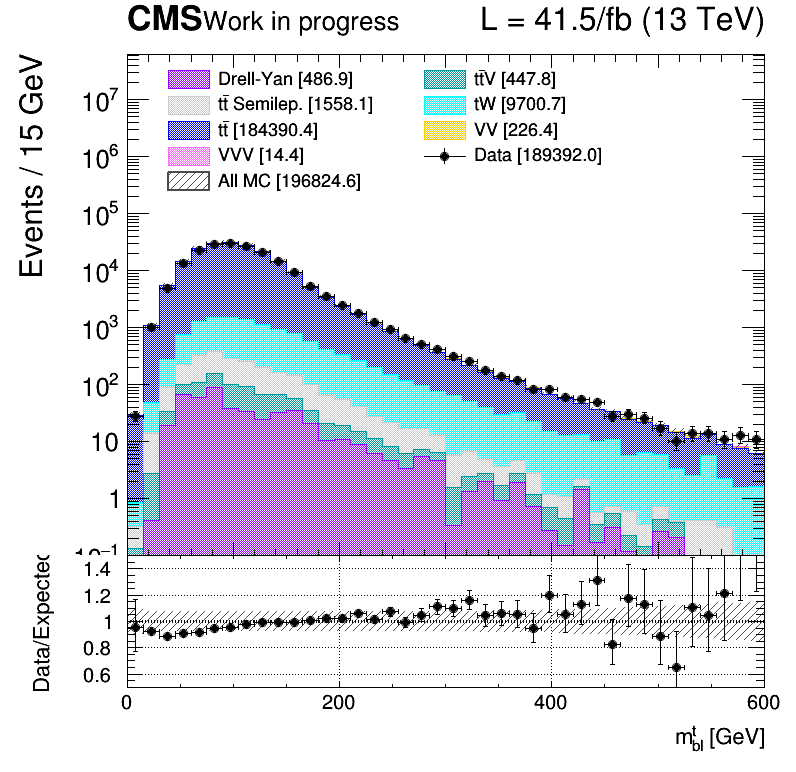 CMS Work in progress L = 41.5/fb (13 TeV)
Events / 15 GeV
Drell-Yan [486.9] tt̄V [447.8]
tt̄ Semilep. [1558.1] tW [9700.7]
tt̄ [184390.4] VV [226.4]
VVV [14.4] Data [189392.0]
All MC [196824.6]
10⁷
10⁶
10⁵
10⁴
10³
10²
10
1
10⁻¹
Data/Expected
1.4
1.2
1
0.8
0.6
0 200 400 600
m^t_bl [GeV]